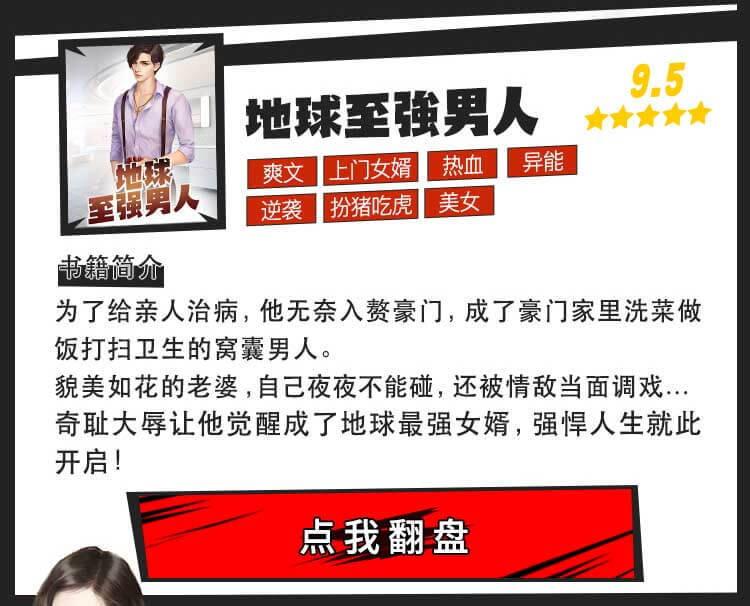 地球
至强男人
地球至強男人
9.5
爽文 上门女婿 热血 异能
逆袭 扮猪吃虎 美女
书籍简介
为了给亲人治病，他无奈入赘豪门，成了豪门家里洗菜做
饭打扫卫生的窝囊男人。
貌美如花的老婆，自己夜夜不能碰，还被情敌当面调戏...
奇耻大辱让他觉醒成了地球最强女婿，强悍人生就此
开启！
点我翻盘